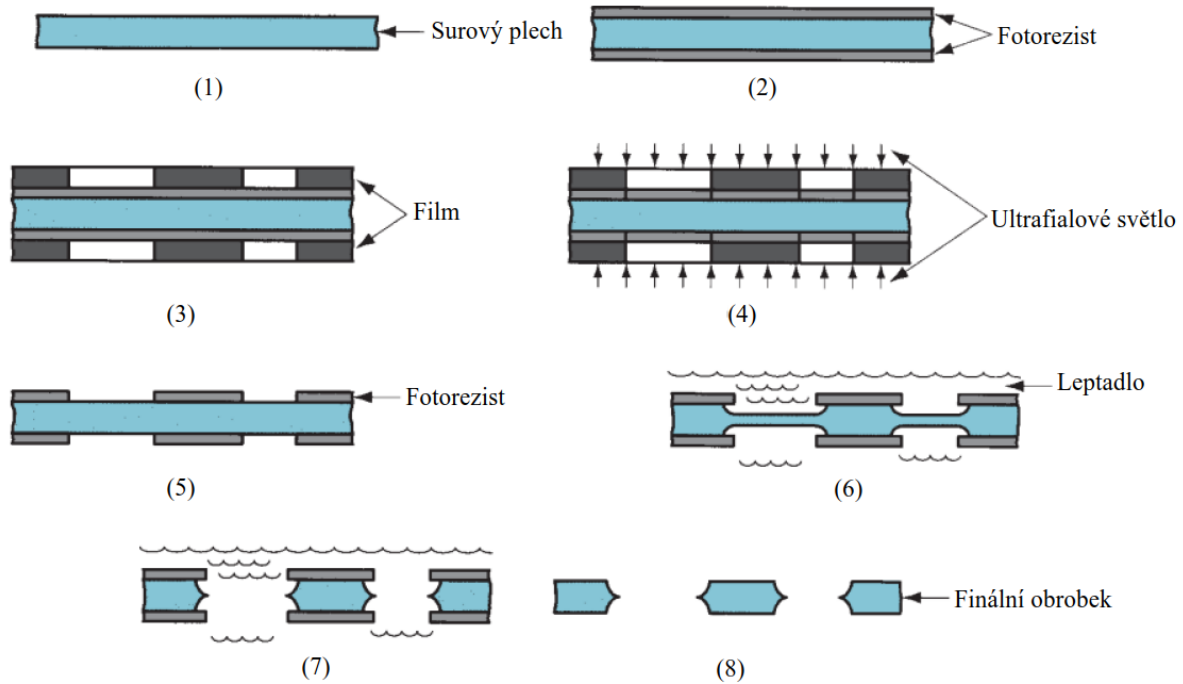 Surový plech
(1)
Fotorezist
(2)
Film
(3)
Ultrafialové světlo
(4)
Fotorezist
(5)
Leptadlo
(6)
(7)
Finální obrobek
(8)